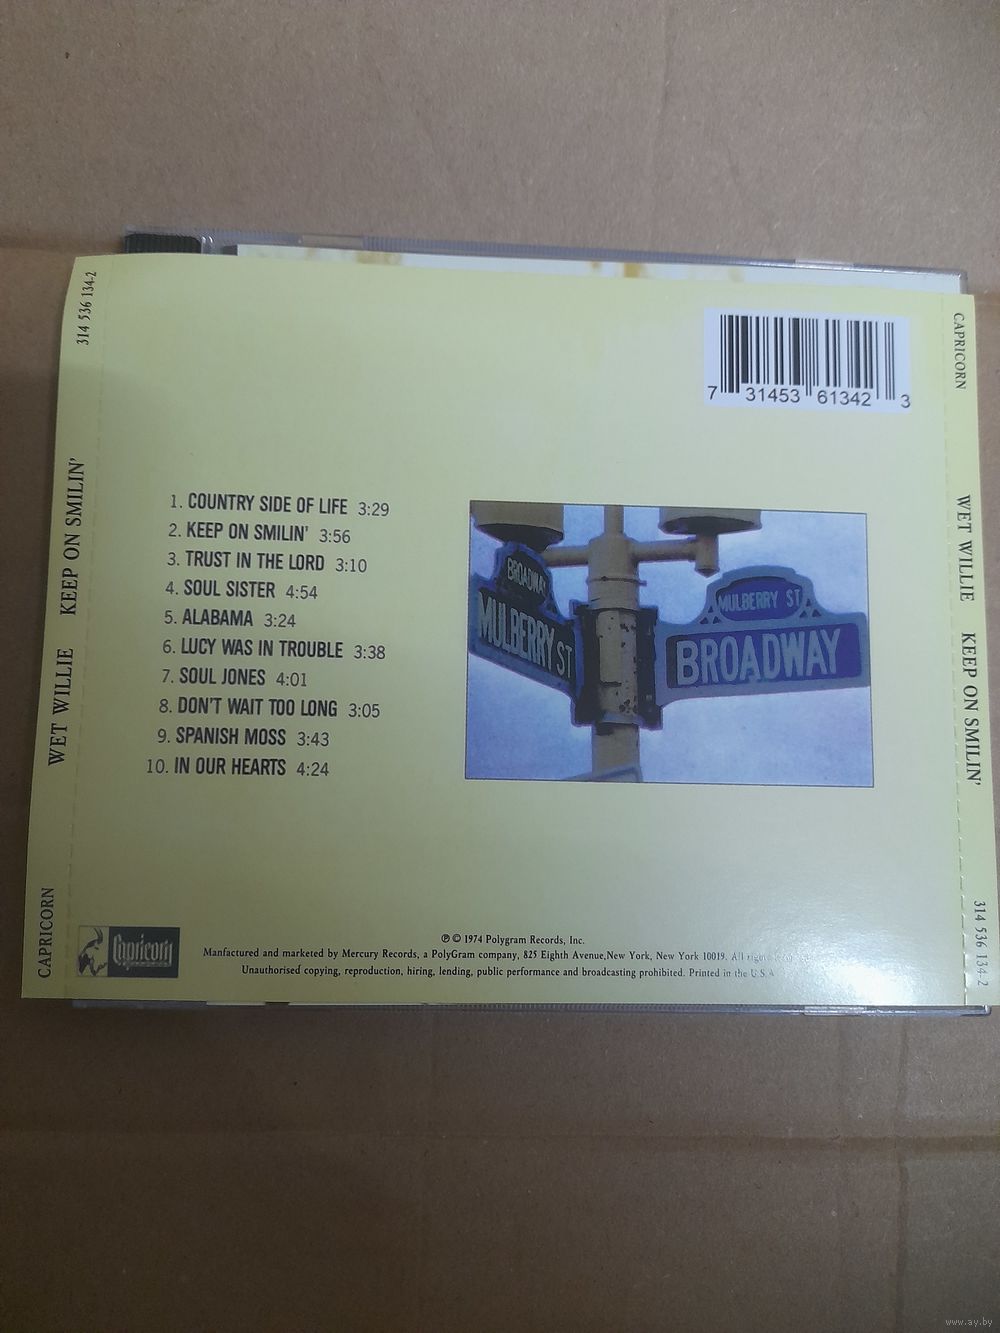 314 536 134-2
WET WILLIE KEEP ON SMILIN'
CAPRICORN
7 31453 61342 3
1. COUNTRY SIDE OF LIFE 3:29
2. KEEP ON SMILIN' 3:56
3. TRUST IN THE LORD 3:10
4. SOUL SISTER 4:54
5. ALABAMA 3:24
6. LUCY WAS IN TROUBLE 3:38
7. SOUL JONES 4:01
8. DON'T WAIT TOO LONG 3:05
9. SPANISH MOSS 3:43
10. IN OUR HEARTS 4:24
BROADWAY
MULBERRY ST
MULBERRY ST
BROADWAY
Capricorn
℗ © 1974 Polygram Records, Inc.
Manfactured and marketed by Mercury Records, a PolyGram company, 825 Eighth Avenue,New York, New York 10019. All rights
Unauthorised copying, reproduction, hiring, lending, public performance and broadcasting prohibited. Printed in the U.S.A
CAPRICORN
WET WILLIE KEEP ON SMILIN'
314 536 134-2
www.ay.by